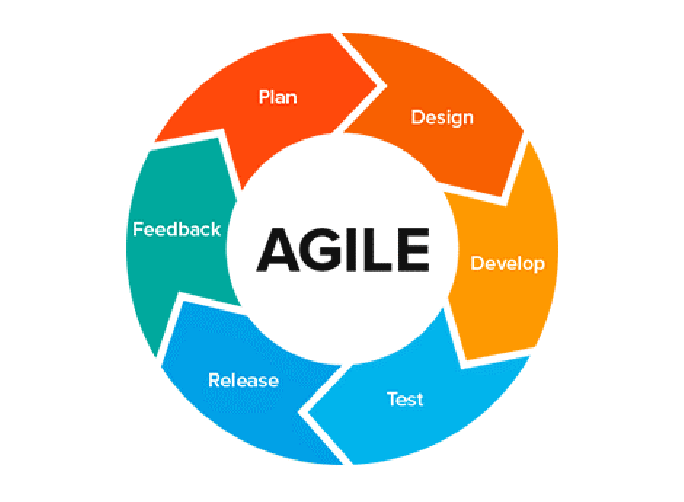 Plan
Design
Feedback
AGILE
Develop
Release
Test